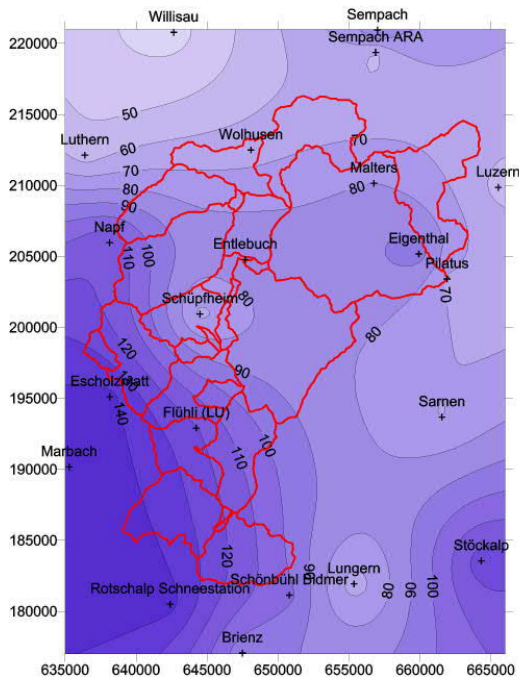 Willisau
Sempach
220000
Sempach ARA
215000
50
Luthern
60
Wolhusen
70
70
Malters
Luzern
210000
80
80
90
Napf
Entlebuch
Eigenthal
205000
110
100
Pilatus
80
70
Schüpfheim
200000
80
120
90
Escholzmatt
195000
140
Flühli (LU)
Sarnen
100
Marbach
190000
110
185000
Stöckalp
120
90
Lungern
Schönbühl Bidmer
80
90
100
Rotschalp Schneestation
180000
Brienz
635000 640000 645000 650000 655000 660000 665000